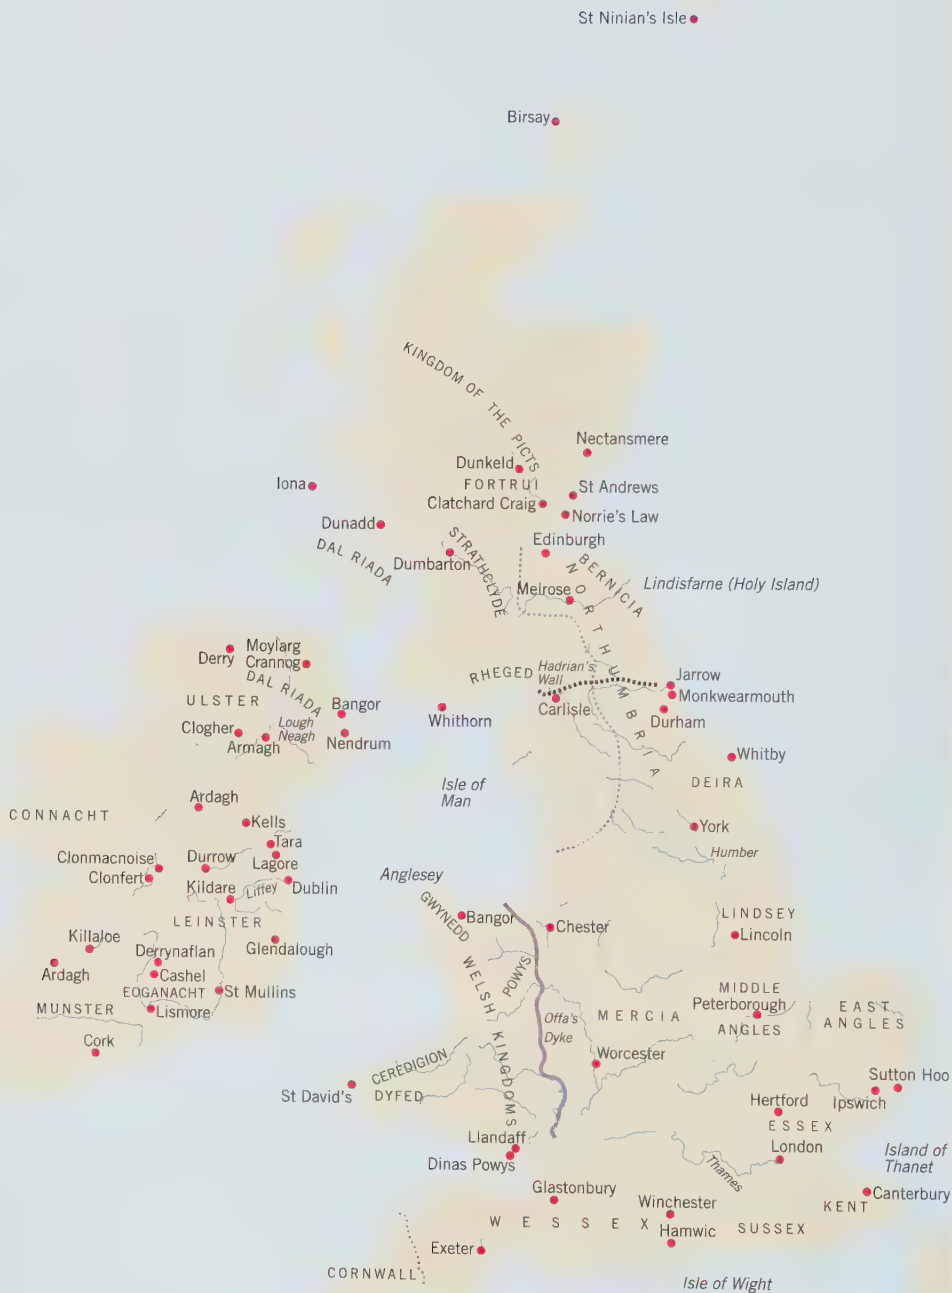 St Ninian's Isle
Birsay
KINGDOM OF THE PICTS
Nectansmere
Dunkeld
FORTRUI
Iona
St Andrews
Clatchard Craig
Norrie's Law
Dunadd
DAL RIADA
STRATHCLYDE
Edinburgh
Dumbarton
BERNICIA
NORTHUMBRIA
Melrose
Lindisfarne (Holy Island)
Derry
Moylarg
Crannog
DAL RIADA
RHEGED
Hadrian's
Wall
Jarrow
Monkwearmouth
ULSTER
Bangor
Whithorn
Carlisle
Durham
Clogher
Lough
Neagh
Armagh
Nendrum
Whitby
Isle of
Man
DEIRA
Ardagh
CONNACHT
Kells
York
Tara
Humber
Clonmacnoise
Durrow
Lagore
Clonfert
Kildare
Liffey
Dublin
Anglesey
GWYNEDD
Bangor
Chester
LINDSEY
LEINSTER
Lincoln
Killaloe
Derrynaflan
Glendalough
Ardagh
Cashel
WELSH KINGDOMS
POWYS
EOGANACHT
St Mullins
MIDDLE
Peterborough
ANGLES
EAST
ANGLES
MUNSTER
Lismore
Offa's
Dyke
MERCIA
Cork
Worcester
CEREDIGION
Sutton Hoo
St David's
DYFED
Hertford
Ipswich
ESSEX
Llandaff
London
Island of
Thanet
Dinas Powys
Thames
Glastonbury
Winchester
Canterbury
KENT
WESSEX
Hamwic
SUSSEX
Exeter
CORNWALL
Isle of Wight